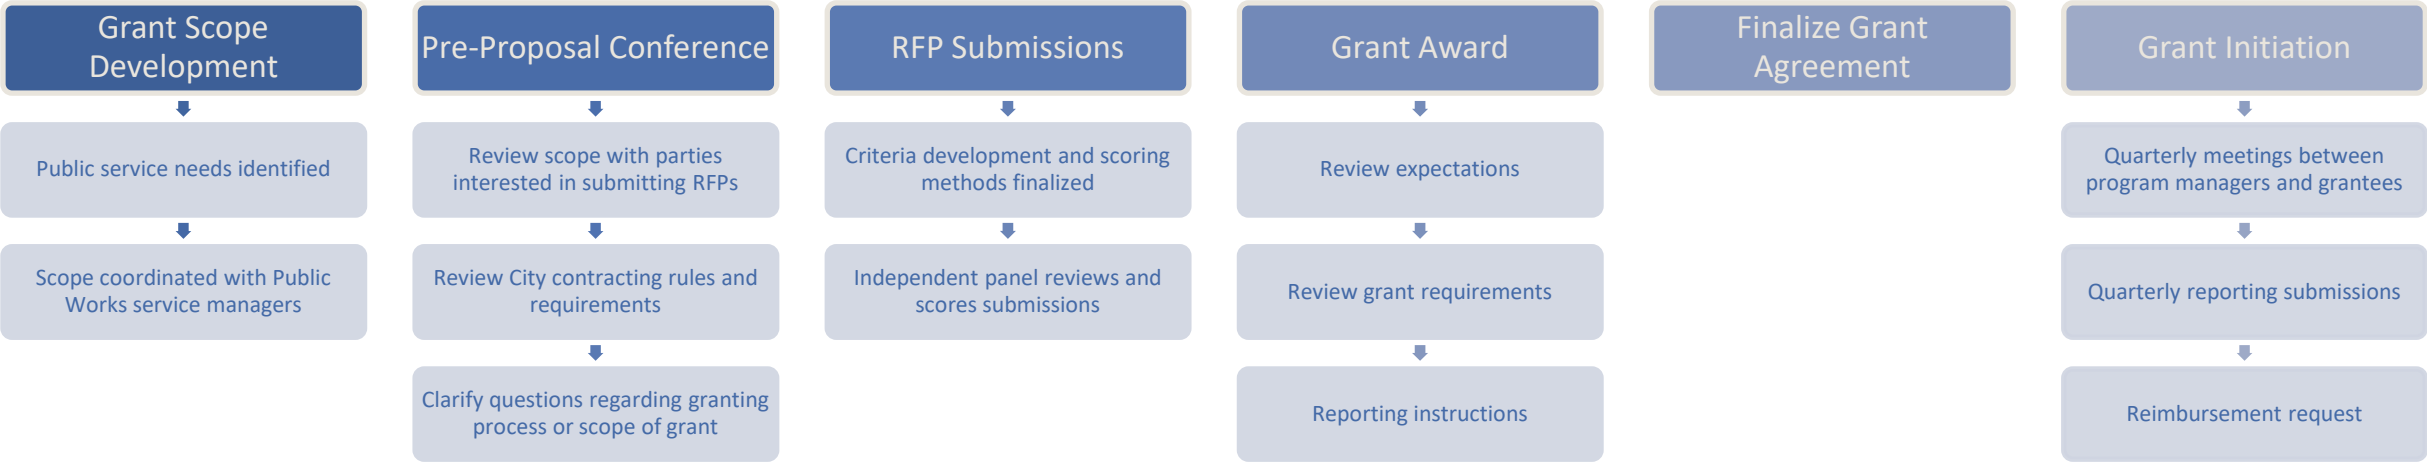 Grant Scope
Development
Public service needs identified
Scope coordinated with Public
Works service managers
Pre-Proposal Conference
Review scope with parties
interested in submitting RFPs
Review City contracting rules and
requirements
Clarify questions regarding granting
process or scope of grant
RFP Submissions
Criteria development and scoring
methods finalized
Independent panel reviews and
scores submissions
Grant Award
Review expectations
Review grant requirements
Reporting instructions
Finalize Grant
Agreement
Grant Initiation
Quarterly meetings between
program managers and grantees
Quarterly reporting submissions
Reimbursement request